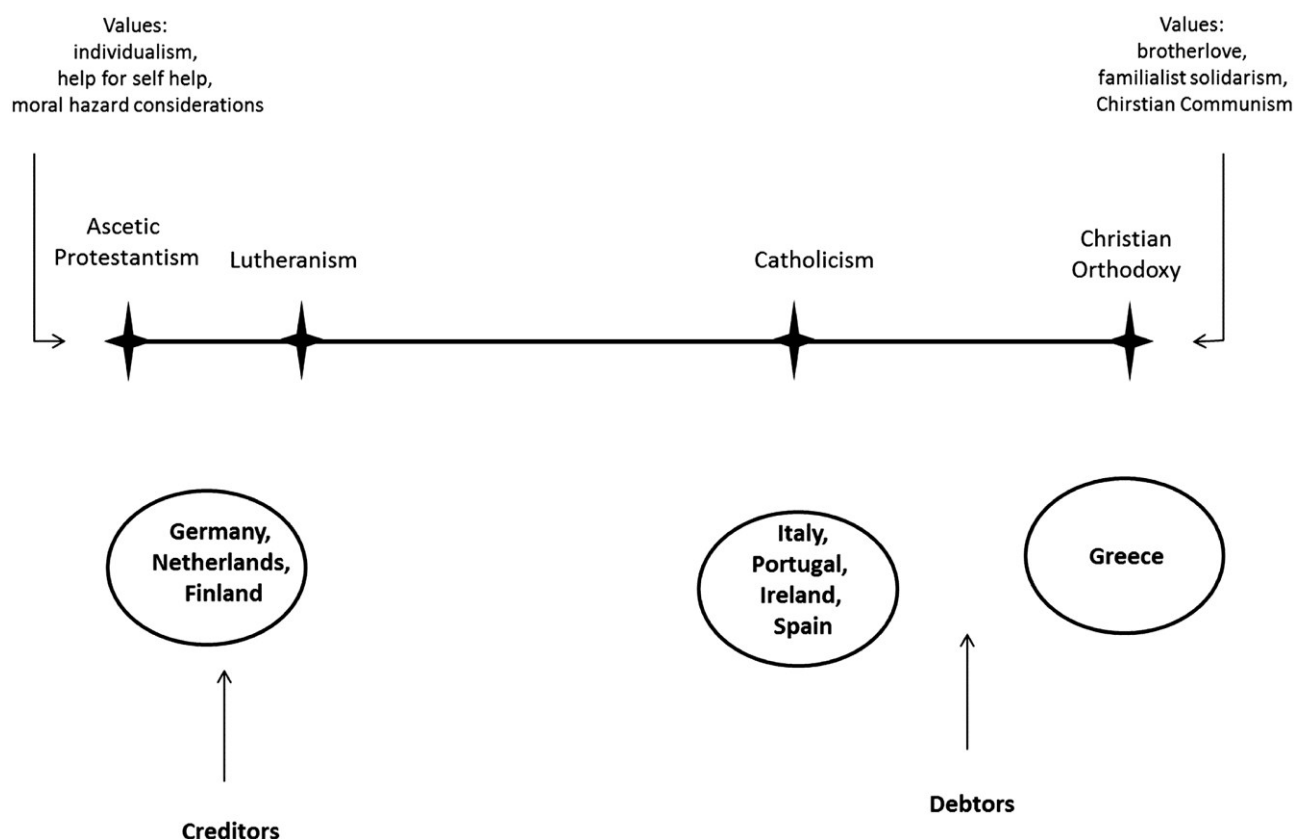 Values:
individualism,
help for self help,
moral hazard considerations
Values:
brotherlove,
familialist solidarism,
Chirstian Communism
Ascetic
Protestantism
Lutheranism
Catholicism
Christian
Orthodoxy
Germany,
Netherlands,
Finland
Italy,
Portugal,
Ireland,
Spain
Greece
Creditors
Debtors